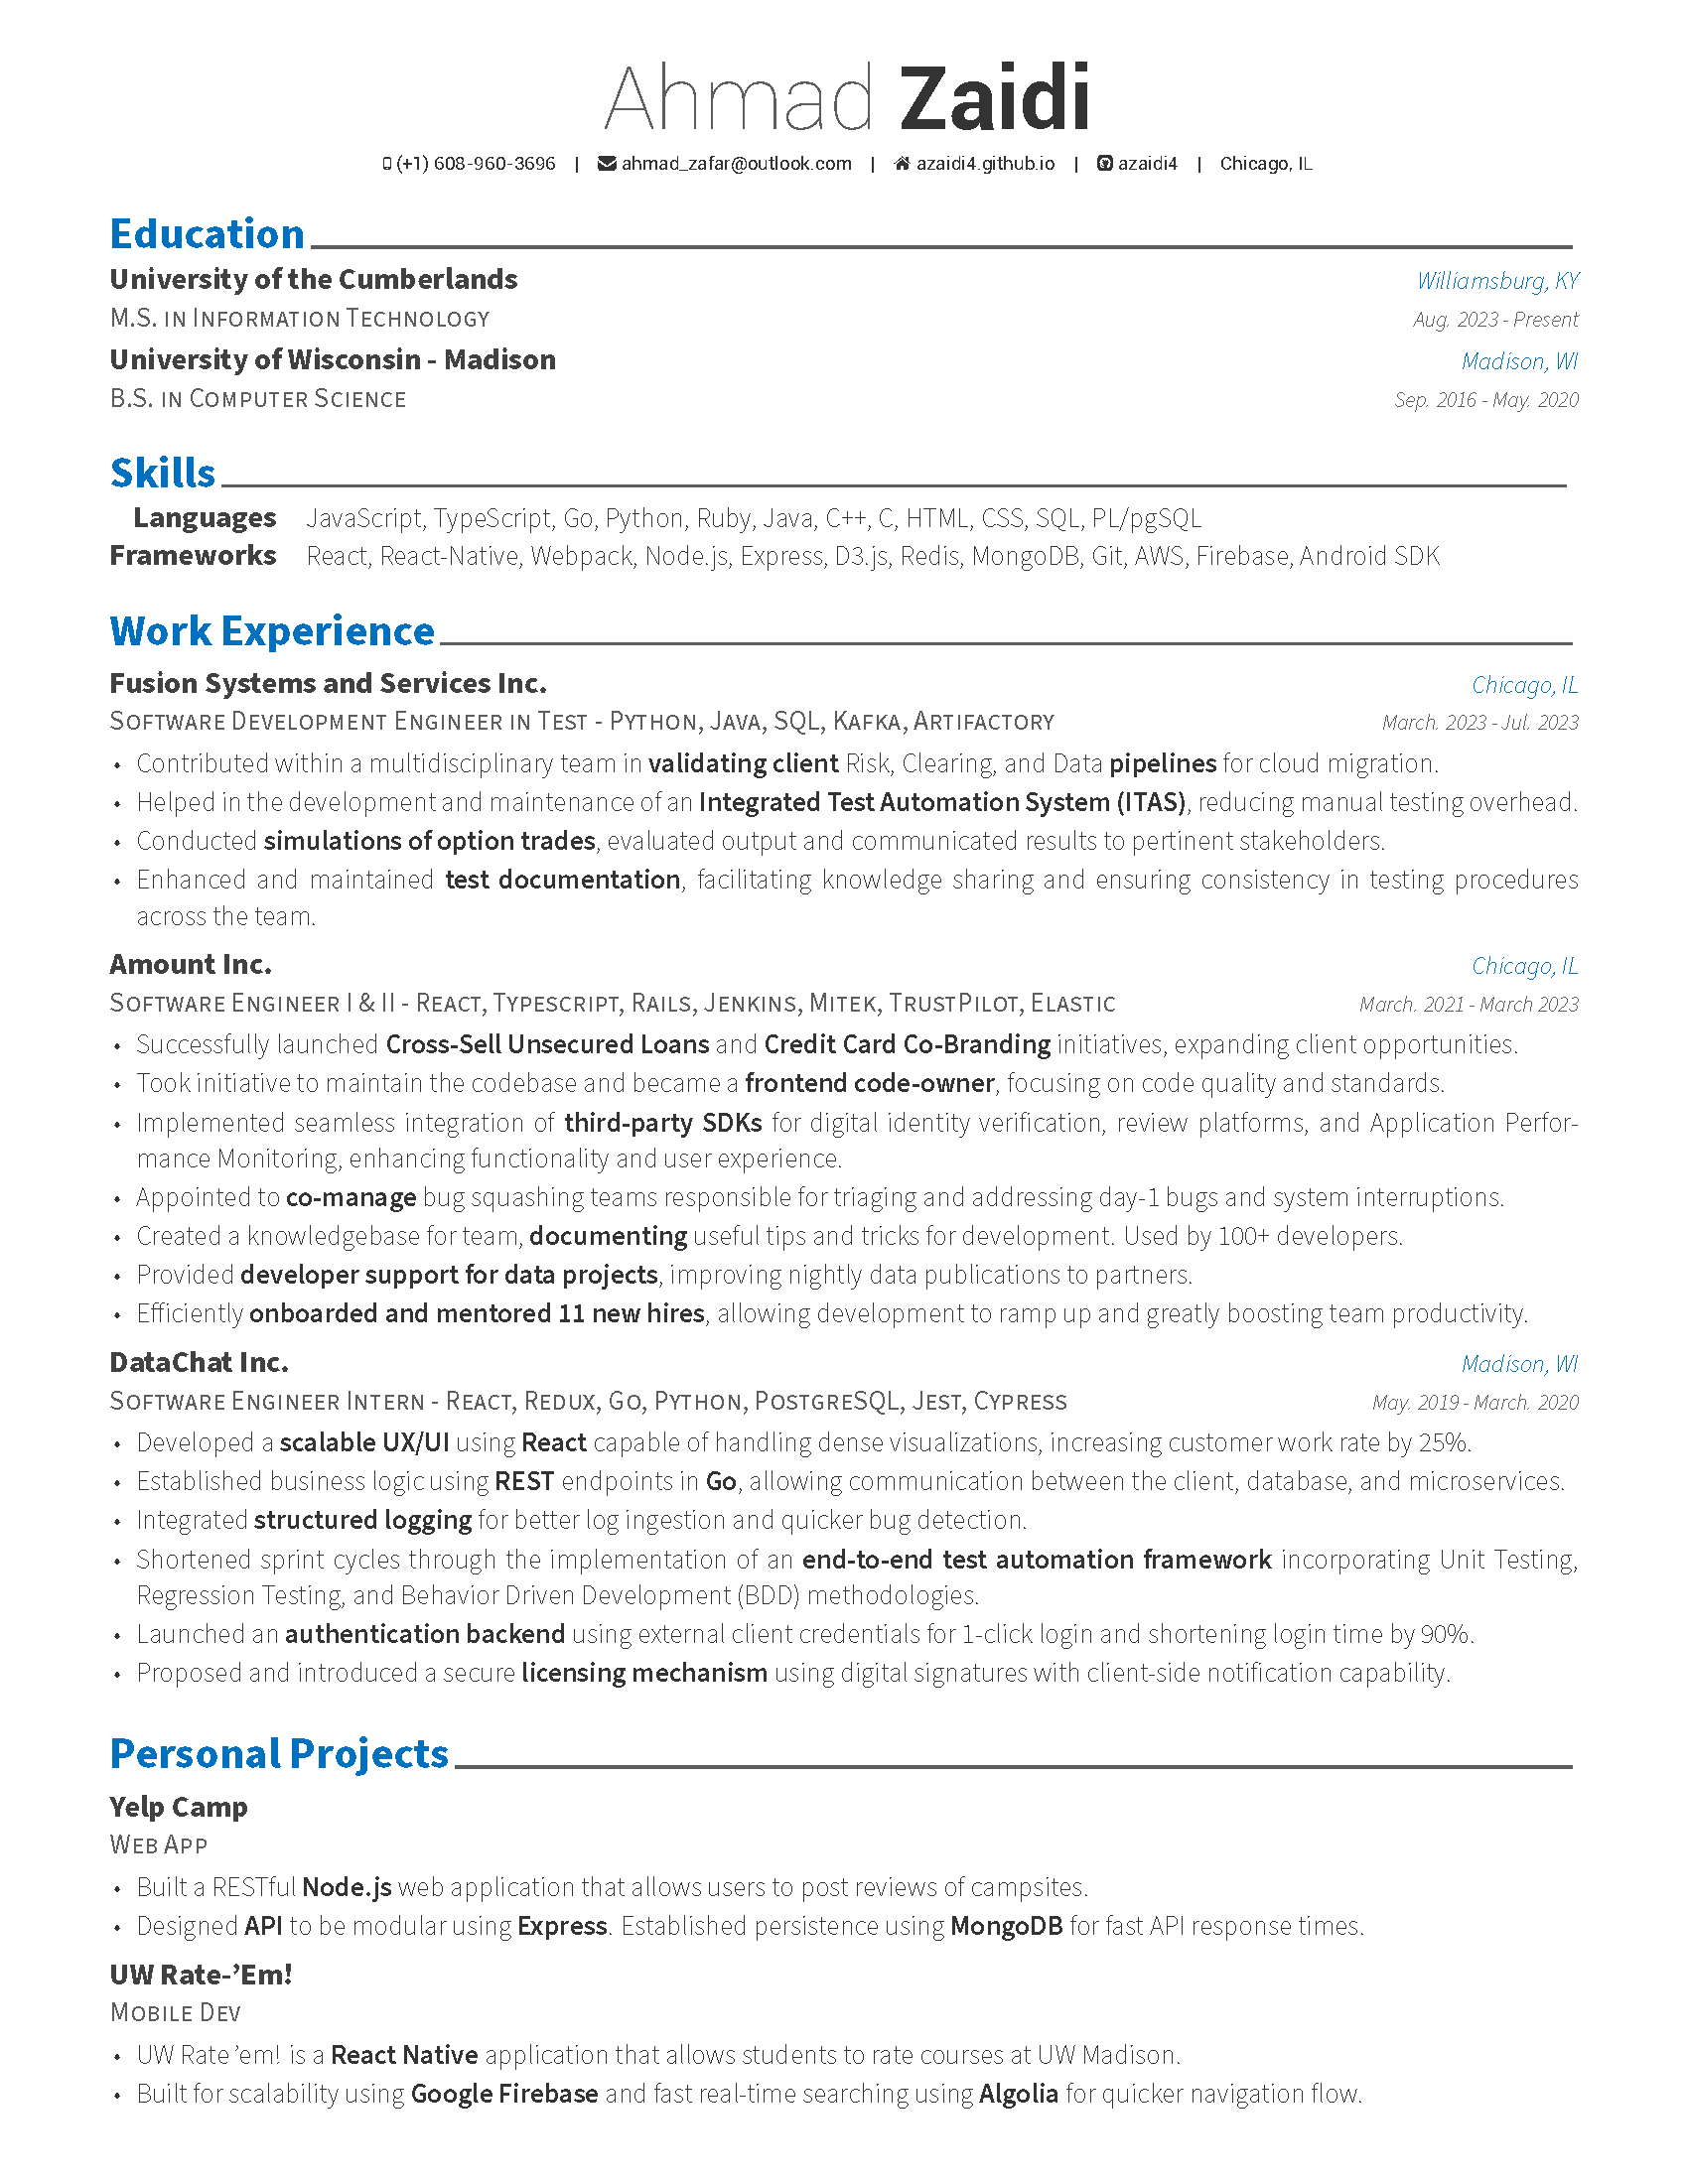 Ahmad Zaidi
(+1) 608-960-3696 | ahmad_zafar@outlook.com | azaidi4.github.io | azaidi4 | Chicago, IL
Education
University of the Cumberlands Williamsburg, KY
M.S. in Information Technology Aug. 2023 - Present
University of Wisconsin - Madison Madison, WI
B.S. in Computer Science Sep. 2016 - May. 2020
Skills
Languages JavaScript, TypeScript, Go, Python, Ruby, Java, C++, C, HTML, CSS, SQL, PL/pgSQL
Frameworks React, React-Native, Webpack, Node.js, Express, D3.js, Redis, MongoDB, Git, AWS, Firebase, Android SDK
Work Experience
Fusion Systems and Services Inc. Chicago, IL
Software Development Engineer in Test - Python, Java, SQL, Kafka, Artifactory March. 2023 - Jul. 2023
• Contributed within a multidisciplinary team in validating client Risk, Clearing, and Data pipelines for cloud migration.
• Helped in the development and maintenance of an Integrated Test Automation System (ITAS), reducing manual testing overhead.
• Conducted simulations of option trades, evaluated output and communicated results to pertinent stakeholders.
• Enhanced and maintained test documentation, facilitating knowledge sharing and ensuring consistency in testing procedures
across the team.
Amount Inc. Chicago, IL
Software Engineer I & II - React, Typescript, Rails, Jenkins, Mitek, TrustPilot, Elastic March. 2021 - March 2023
• Successfully launched Cross-Sell Unsecured Loans and Credit Card Co-Branding initiatives, expanding client opportunities.
• Took initiative to maintain the codebase and became a frontend code-owner, focusing on code quality and standards.
• Implemented seamless integration of third-party SDKs for digital identity verification, review platforms, and Application Perfor-
mance Monitoring, enhancing functionality and user experience.
• Appointed to co-manage bug squashing teams responsible for triaging and addressing day-1 bugs and system interruptions.
• Created a knowledgebase for team, documenting useful tips and tricks for development. Used by 100+ developers.
• Provided developer support for data projects, improving nightly data publications to partners.
• Efficiently onboarded and mentored 11 new hires, allowing development to ramp up and greatly boosting team productivity.
DataChat Inc. Madison, WI
Software Engineer Intern - React, Redux, Go, Python, PostgreSQL, Jest, Cypress May. 2019 - March. 2020
• Developed a scalable UX/UI using React capable of handling dense visualizations, increasing customer work rate by 25%.
• Established business logic using REST endpoints in Go, allowing communication between the client, database, and microservices.
• Integrated structured logging for better log ingestion and quicker bug detection.
• Shortened sprint cycles through the implementation of an end-to-end test automation framework incorporating Unit Testing,
Regression Testing, and Behavior Driven Development (BDD) methodologies.
• Launched an authentication backend using external client credentials for 1-click login and shortening login time by 90%.
• Proposed and introduced a secure licensing mechanism using digital signatures with client-side notification capability.
Personal Projects
Yelp Camp
Web App
• Built a RESTful Node.js web application that allows users to post reviews of campsites.
• Designed API to be modular using Express. Established persistence using MongoDB for fast API response times.
UW Rate-’Em!
Mobile Dev
• UW Rate ’em! is a React Native application that allows students to rate courses at UW Madison.
• Built for scalability using Google Firebase and fast real-time searching using Algolia for quicker navigation flow.